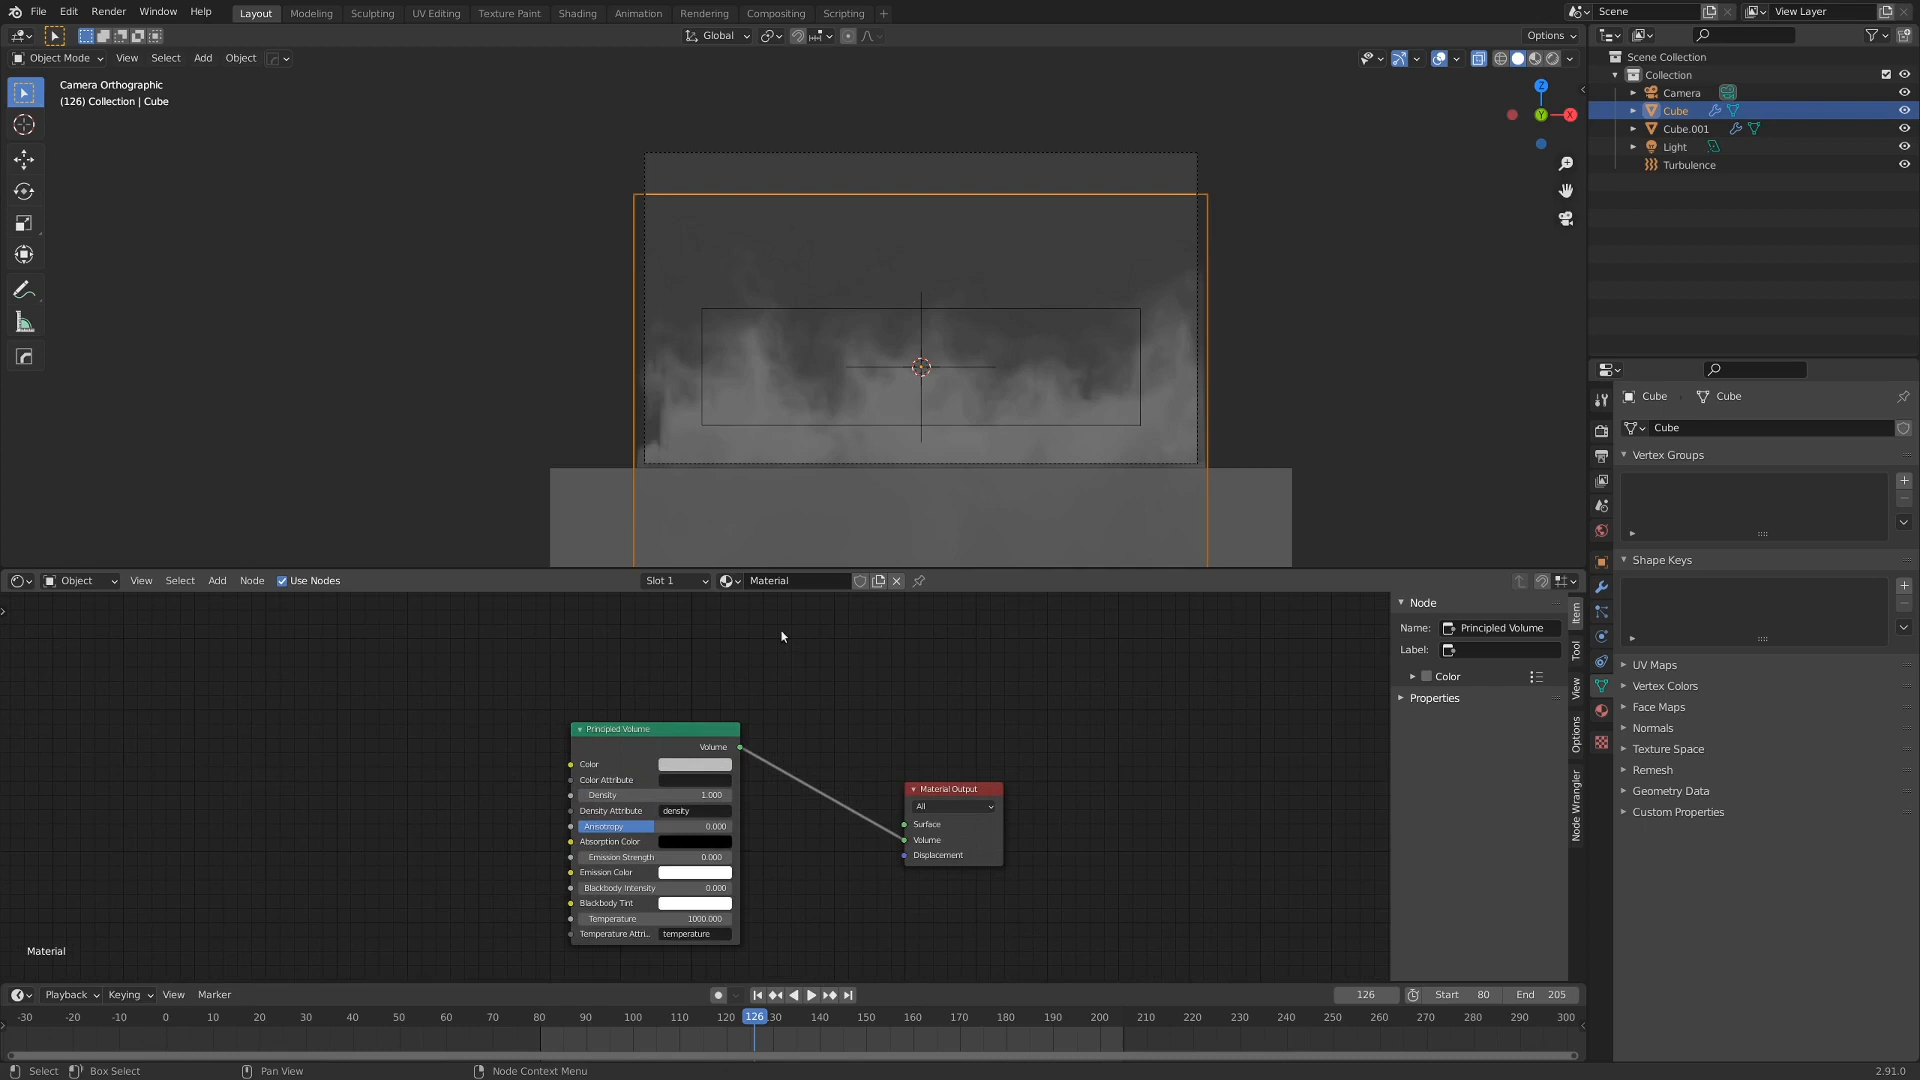 File Edit Render Window Help Layout Modeling Sculpting UV Editing Texture Paint Shading Animation Rendering Compositing Scripting + Scene View Layer
Global Options
Object Mode View Select Add Object
Camera Orthographic
(126) Collection | Cube
Z
Y
X
Scene Collection
Collection
Camera
Cube
Cube.001
Light
Turbulence
Cube Cube
Cube
Vertex Groups
Shape Keys
UV Maps
Vertex Colors
Face Maps
Normals
Texture Space
Remesh
Geometry Data
Custom Properties
Object View Select Add Node Use Nodes Slot 1 Material
Node
Name: Principled Volume
Label:
Color
Properties
Item
Tool
View
Options
Node Wrangler
Principled Volume
Volume
Color
Color Attribute
Density 1.000
Density Attribute density
Anisotropy 0.000
Absorption Color
Emission Strength 0.000
Emission Color
Blackbody Intensity 0.000
Blackbody Tint
Temperature 1000.000
Temperature Attri.. temperature
Material Output
All
Surface
Volume
Displacement
Material
Playback Keying View Marker 126 Start 80 End 205
-30 -20 -10 0 10 20 30 40 50 60 70 80 90 100 110 120 126 130 140 150 160 170 180 190 200 210 220 230 240 250 260 270 280 290 300
Select Box Select Pan View Node Context Menu 2.91.0